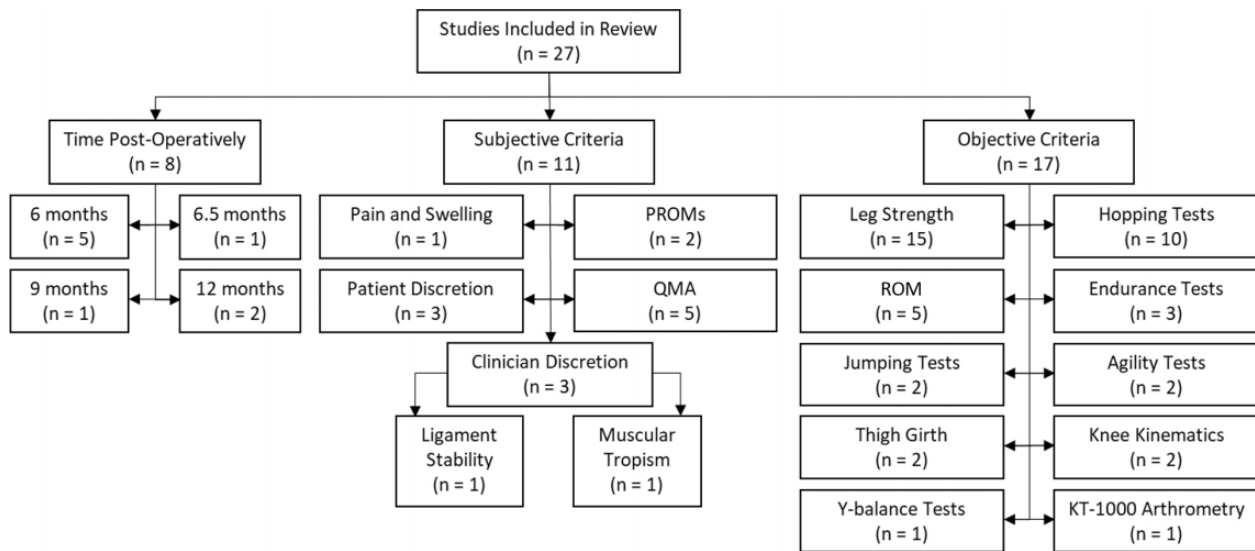 Studies Included in Review
(n = 27)
Time Post-Operatively
(n = 8)
Subjective Criteria
(n = 11)
Objective Criteria
(n = 17)
6 months
(n = 5)
6.5 months
(n = 1)
9 months
(n = 1)
12 months
(n = 2)
Pain and Swelling
(n = 1)
PROMs
(n = 2)
Patient Discretion
(n = 3)
QMA
(n = 5)
Clinician Discretion
(n = 3)
Ligament
Stability
(n = 1)
Muscular
Tropism
(n = 1)
Leg Strength
(n = 15)
Hopping Tests
(n = 10)
ROM
(n = 5)
Endurance Tests
(n = 3)
Jumping Tests
(n = 2)
Agility Tests
(n = 2)
Thigh Girth
(n = 2)
Knee Kinematics
(n = 2)
Y-balance Tests
(n = 1)
KT-1000 Arthrometry
(n = 1)